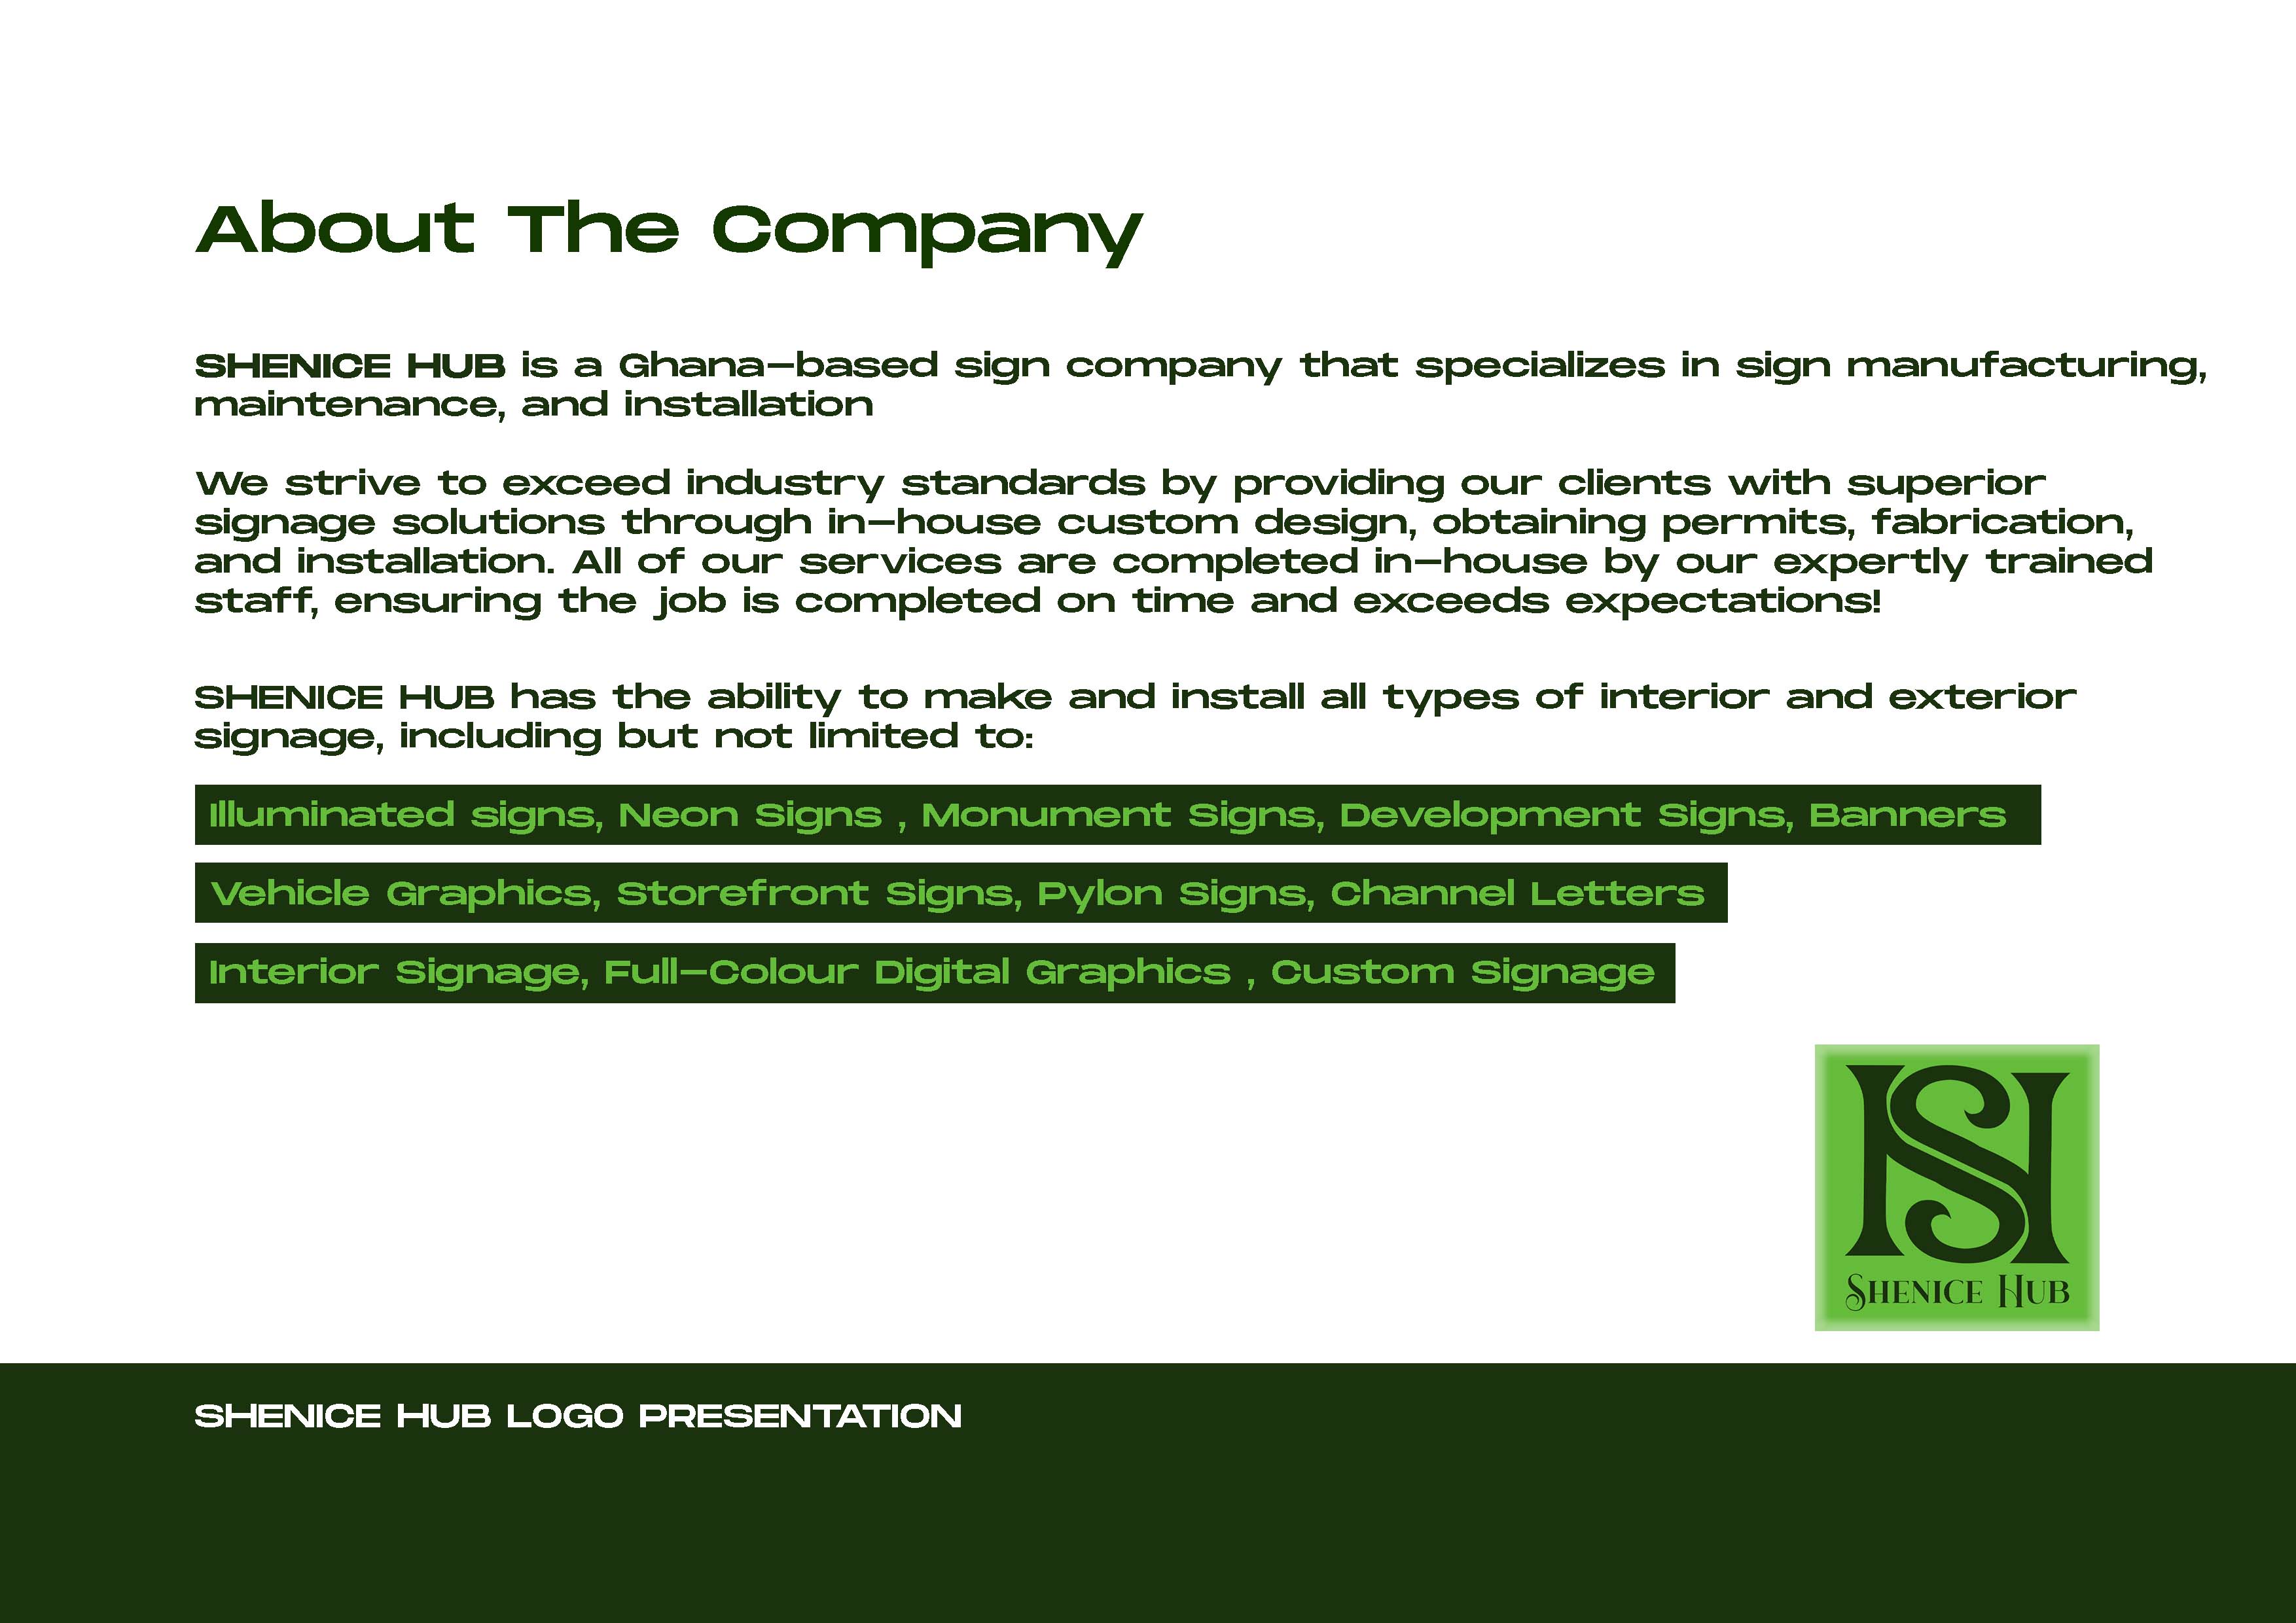 About The Company
SHENICE HUB is a Ghana-based sign company that specializes in sign manufacturing,
maintenance, and installation
We strive to exceed industry standards by providing our clients with superior
signage solutions through in-house custom design, obtaining permits, fabrication,
and installation. All of our services are completed in-house by our expertly trained
staff, ensuring the job is completed on time and exceeds expectations!
SHENICE HUB has the ability to make and install all types of interior and exterior
signage, including but not limited to:
Illuminated signs, Neon Signs , Monument Signs, Development Signs, Banners
Vehicle Graphics, Storefront Signs, Pylon Signs, Channel Letters
Interior Signage, Full-Colour Digital Graphics , Custom Signage
SHENICE HUB
SHENICE HUB LOGO PRESENTATION